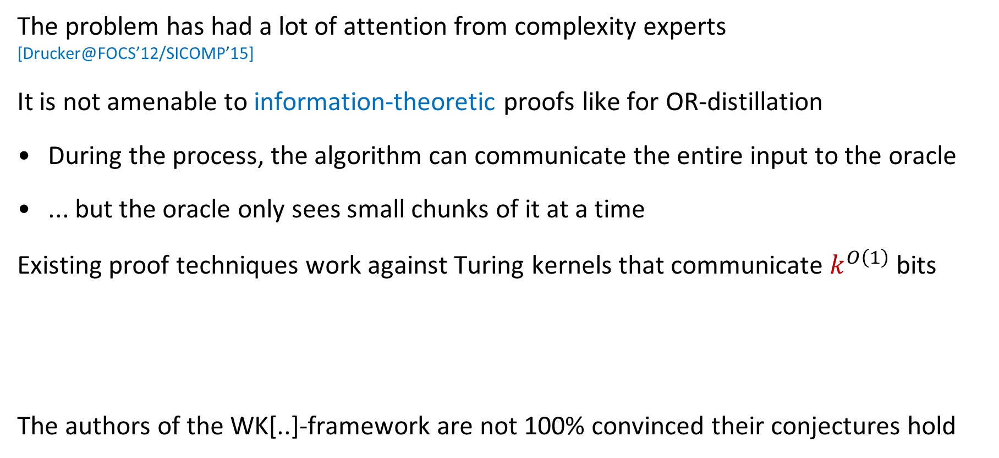 The problem has had a lot of attention from complexity experts
[Drucker@FOCS’12/SICOMP’15]
It is not amenable to information-theoretic proofs like for OR-distillation
• During the process, the algorithm can communicate the entire input to the oracle
• ... but the oracle only sees small chunks of it at a time
Existing proof techniques work against Turing kernels that communicate $k^{O(1)}$ bits
The authors of the WK[..]-framework are not 100% convinced their conjectures hold